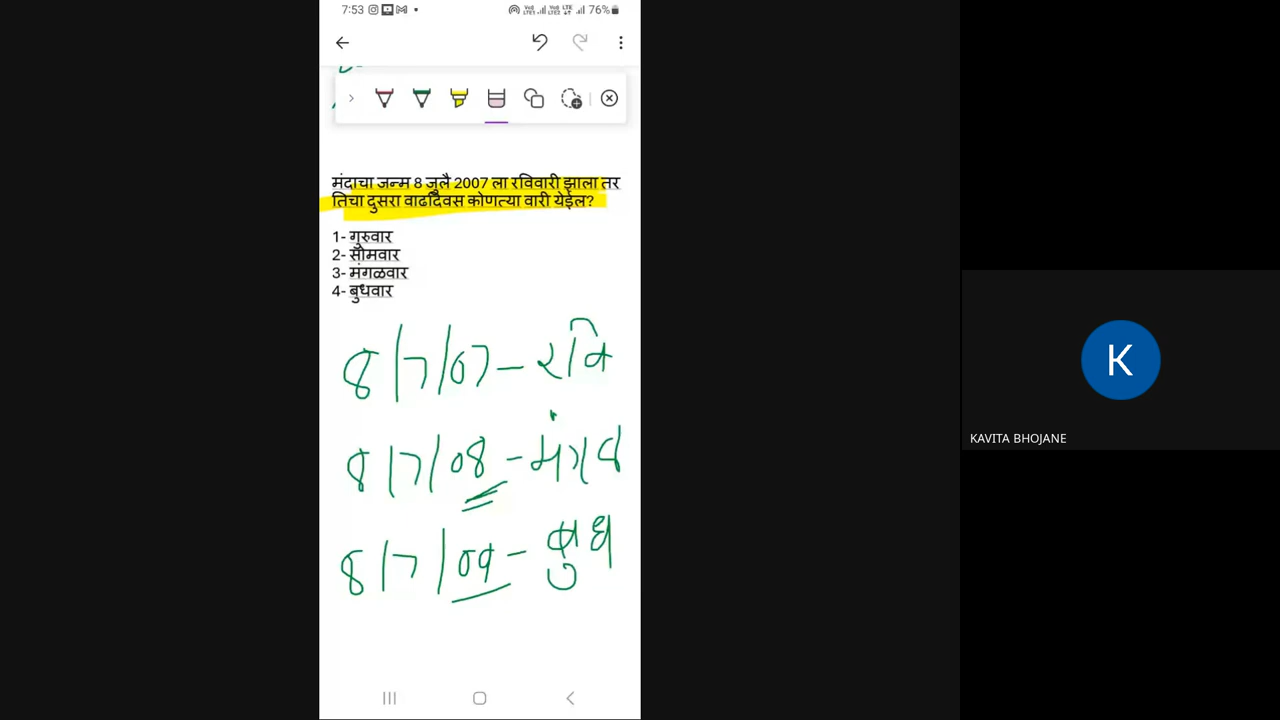 7:53
76%
मंदाचा जन्म 8 जुलै 2007 ला रविवारी झाला तर
तिचा दुसरा वाढदिवस कोणत्या वारी येईल?
1- गुरुवार
2- सोमवार
3- मंगळवार
4- बुधवार
8/7/07 - रवि
8/7/08 - मंगळ
8/7/09 - बुध
K
KAVITA BHOJANE